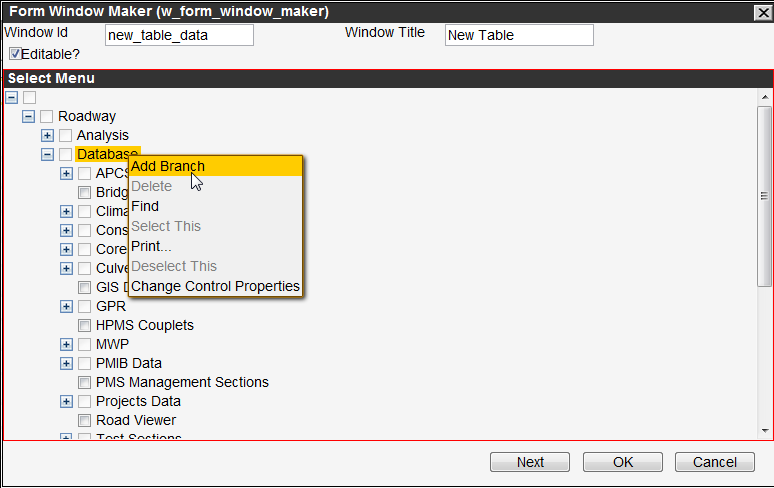 Form Window Maker (w_form_window_maker)
Window Id new_table_data Window Title New Table
Editable?
Select Menu
Roadway
Analysis
Database
Add Branch
APCS
Delete
Bridg
Find
Clima
Select This
Cons
Print...
Core
Deselect This
Culve
Change Control Properties
GIS D
GPR
HPMS Couplets
MWP
PMIB Data
PMS Management Sections
Projects Data
Road Viewer
Test Sections
Next OK Cancel